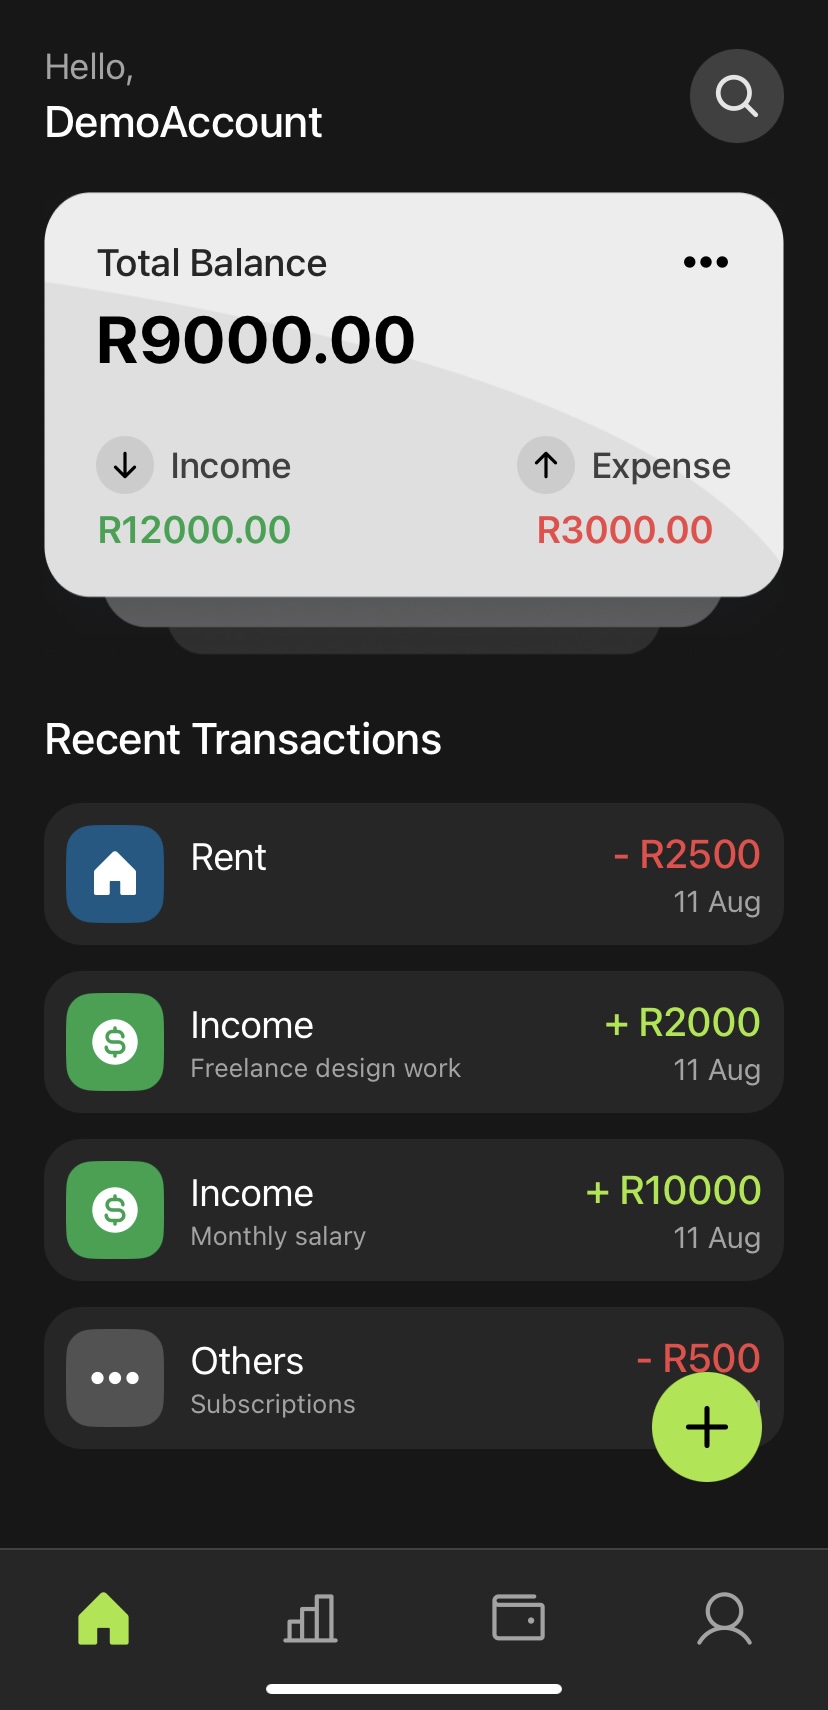 Hello,
DemoAccount
Total Balance
R9000.00
Income
Expense
R12000.00
R3000.00
Recent Transactions
Rent
- R2500
11 Aug
Income
+ R2000
Freelance design work
11 Aug
Income
+ R10000
Monthly salary
11 Aug
Others
- R500
Subscriptions